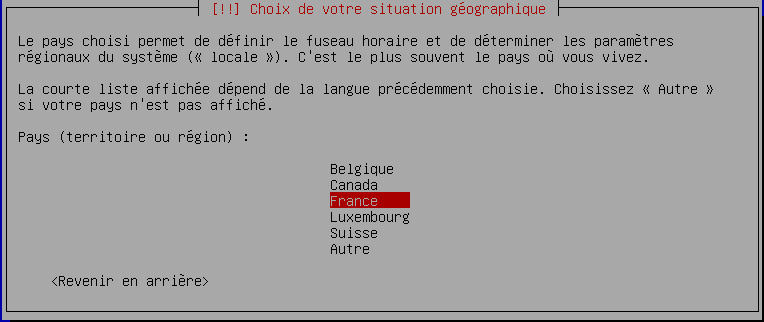 [!!] Choix de votre situation géographique
Le pays choisi permet de définir le fuseau horaire et de déterminer les paramètres
régionaux du système (« locale »). C'est le plus souvent le pays où vous vivez.
La courte liste affichée dépend de la langue précédemment choisie. Choisissez « Autre »
si votre pays n'est pas affiché.
Pays (territoire ou région) :
Belgique
Canada
France
Luxembourg
Suisse
Autre
<Revenir en arrière>